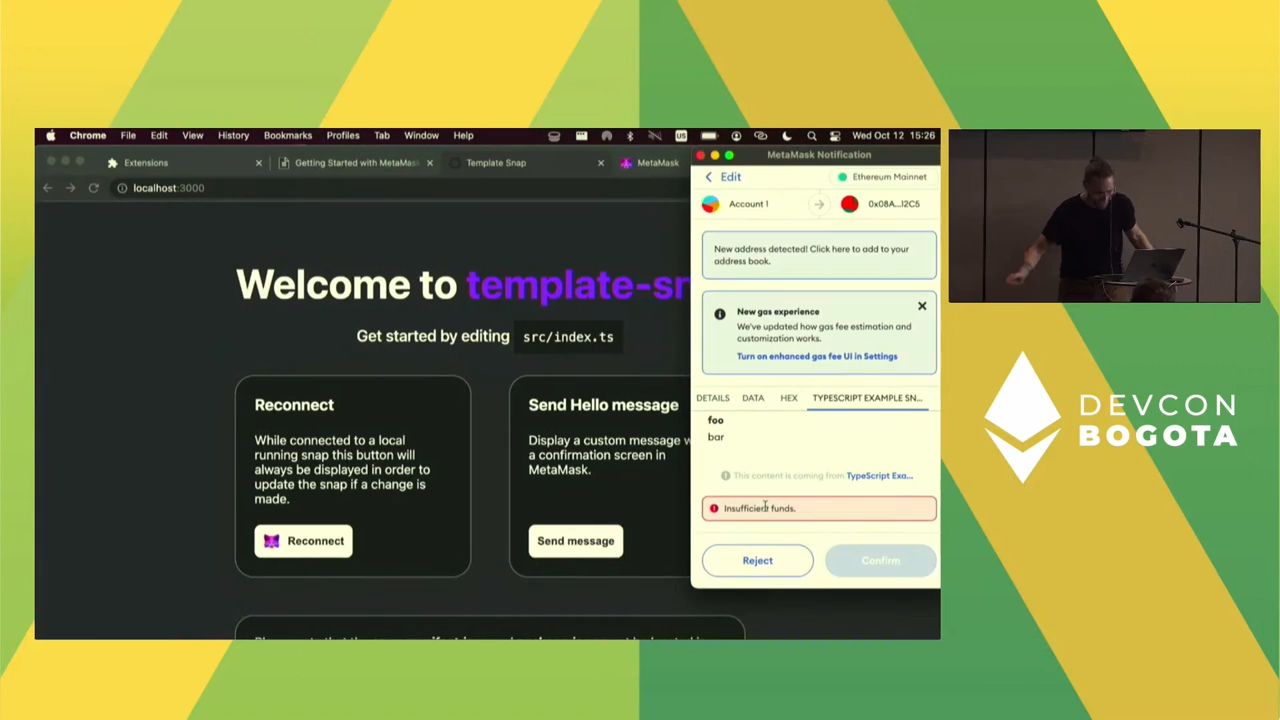 Chrome File Edit View History Bookmarks Profiles Tab Window Help
US
Wed Oct 12 15:26
Extensions
Getting Started with MetaMas
Template Snap
MetaMask
localhost:3000
Welcome to template-sn
Get started by editing src/index.ts
Reconnect
While connected to a local
running snap this button will
always be displayed in order to
update the snap if a change is
made.
Reconnect
Send Hello message
Display a custom message w
a confirmation screen in
MetaMask.
Send message
MetaMask Notification
Edit
Ethereum Mainnet
Account 1
0x08A...12C5
New address detected! Click here to add to your
address book.
New gas experience
We've updated how gas fee estimation and
customization works.
Turn on enhanced gas fee UI in Settings
DETAILS DATA HEX TYPESCRIPT EXAMPLE SN...
foo
bar
This content is coming from TypeScript Exa...
Insufficient funds.
Reject
Confirm
DEVCON
BOGOTA